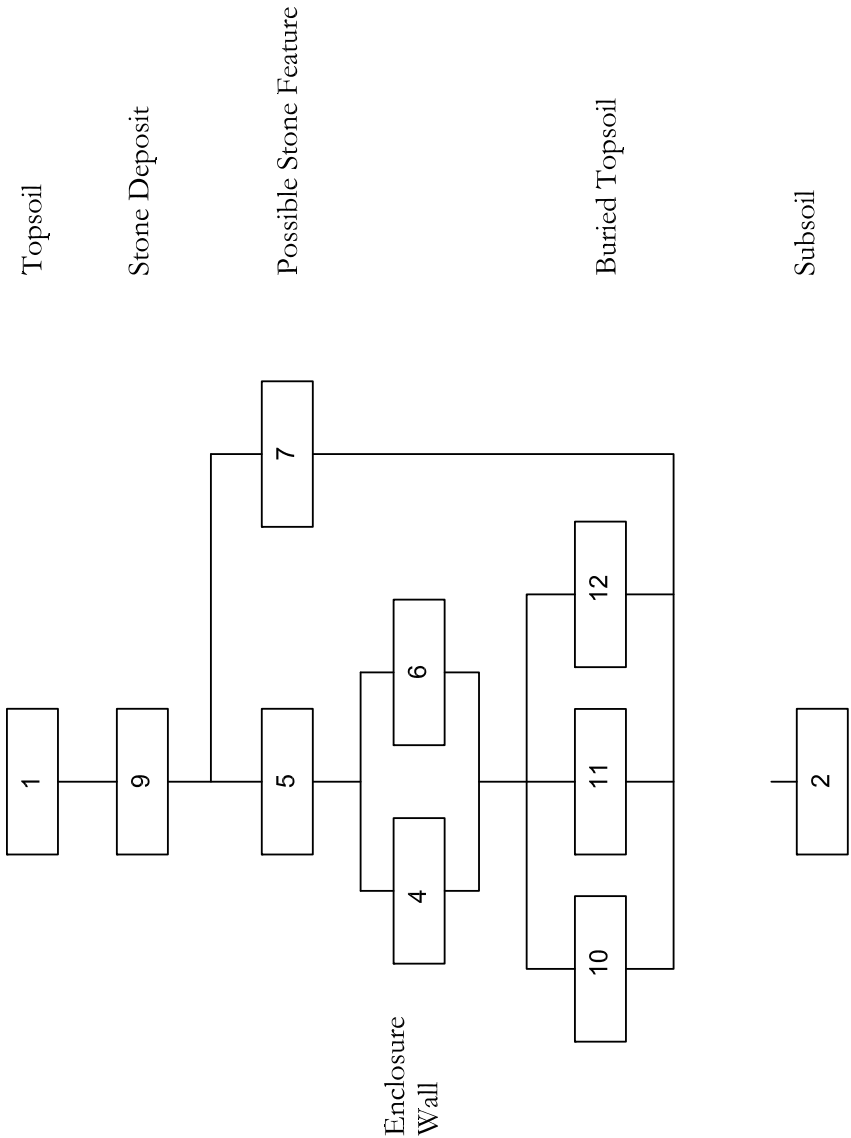 1 Topsoil
9 Stone Deposit
5 7 Possible Stone Feature
Enclosure
Wall
4 6
10 11 12 Buried Topsoil
2 Subsoil